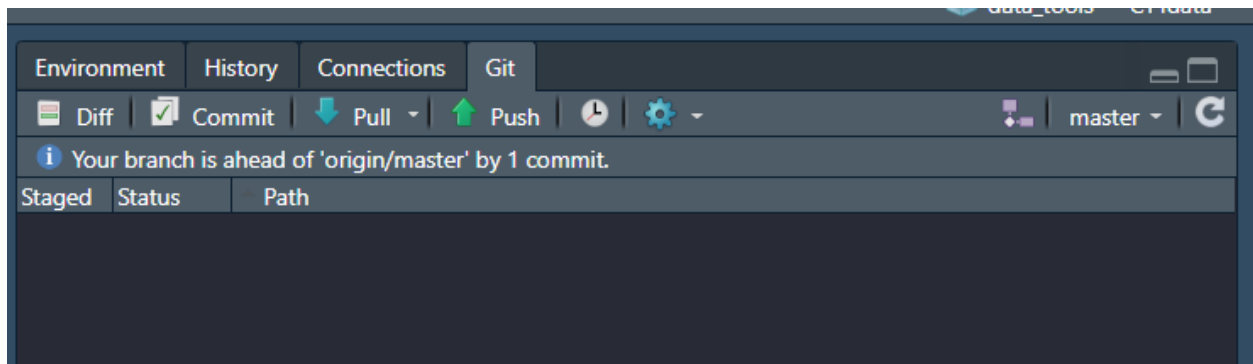 data_tools
Environment History Connections Git
Diff Commit Pull Push master
Your branch is ahead of 'origin/master' by 1 commit.
Staged Status Path